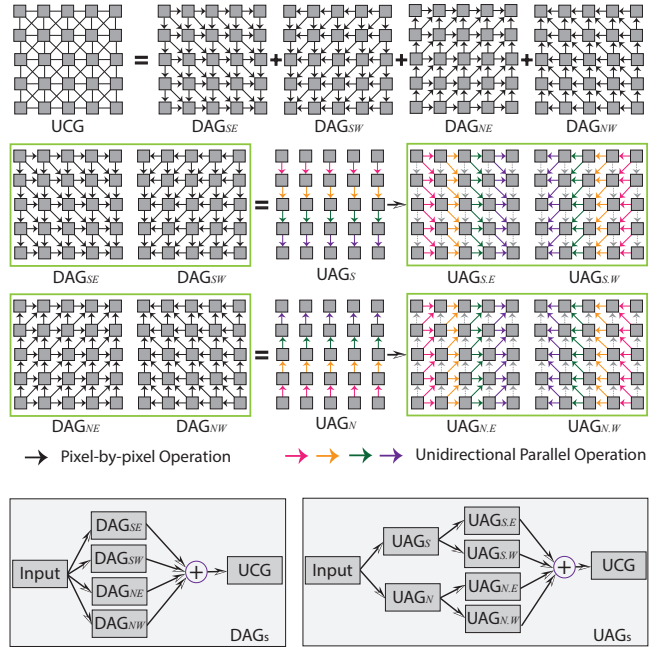 UCG = DAGSE + DAGSW + DAGNE + DAGNW
DAGSE DAGSW = UAGS UAGS.E UAGS.W
DAGNE DAGNW = UAGN UAGN.E UAGN.W
Pixel-by-pixel Operation Unidirectional Parallel Operation
Input DAGSE DAGSW DAGNE DAGNW + UCG DAGs
Input UAGS UAGN UAGS.E UAGS.W UAGN.E UAGN.W + UCG UAGs